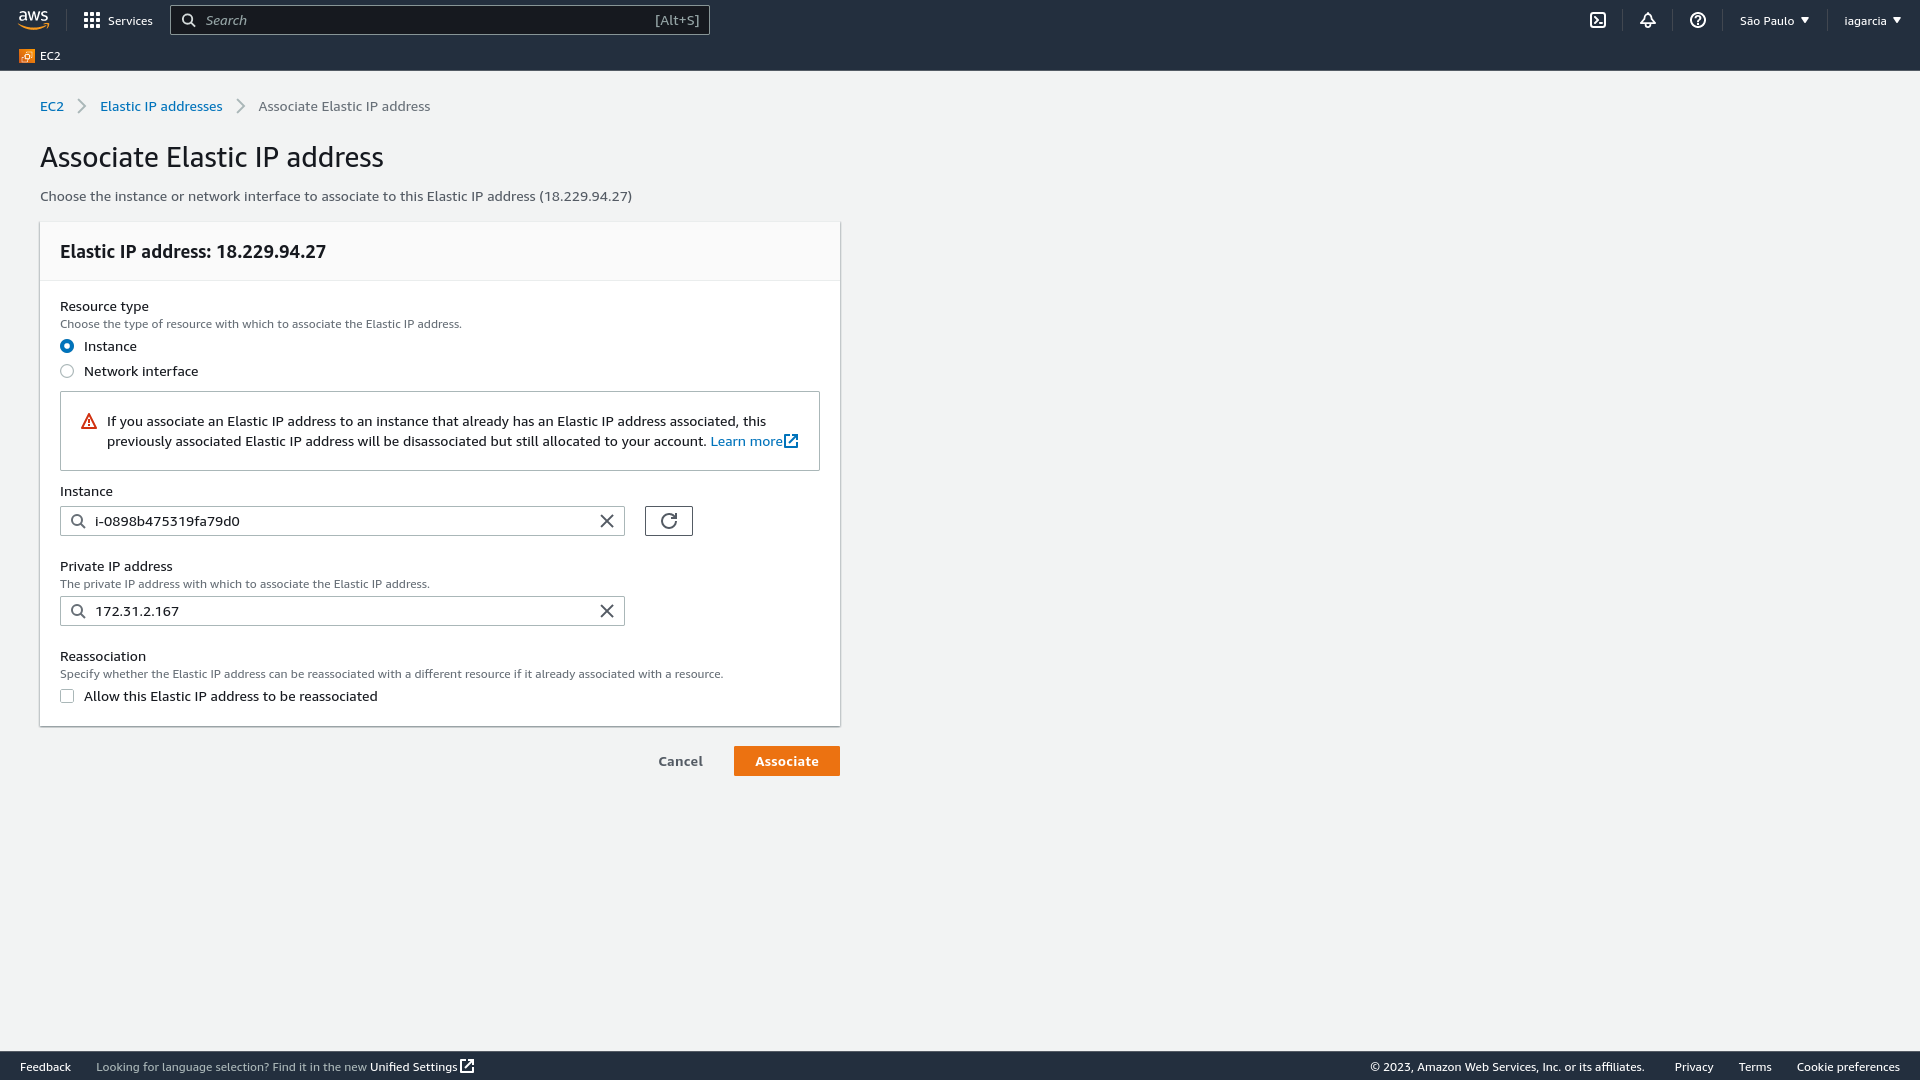 aws
Services
Search
[Alt+S]
São Paulo
iagarcia
EC2
EC2
Elastic IP addresses
Associate Elastic IP address
Associate Elastic IP address
Choose the instance or network interface to associate to this Elastic IP address (18.229.94.27)
Elastic IP address: 18.229.94.27
Resource type
Choose the type of resource with which to associate the Elastic IP address.
Instance
Network interface
If you associate an Elastic IP address to an instance that already has an Elastic IP address associated, this
previously associated Elastic IP address will be disassociated but still allocated to your account. Learn more
Instance
i-0898b475319fa79d0
Private IP address
The private IP address with which to associate the Elastic IP address.
172.31.2.167
Reassociation
Specify whether the Elastic IP address can be reassociated with a different resource if it already associated with a resource.
Allow this Elastic IP address to be reassociated
Cancel
Associate
Feedback
Looking for language selection? Find it in the new Unified Settings
© 2023, Amazon Web Services, Inc. or its affiliates.
Privacy
Terms
Cookie preferences